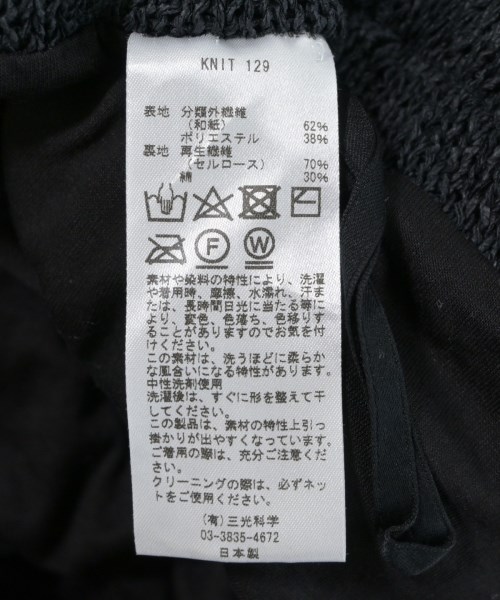 KNIT 129
表地 分類外繊維
(和紙) 62%
ポリエステル 38%
裏地 再生繊維
(セルロース) 70%
綿 30%
F W
素材や染料の特性により、洗濯
や着用時、摩擦、水濡れ、汗ま
たは、長時間日光に当たる等に
より、変色、色落ち、色移りす
ることがありますのでお気を付
けください。
この素材は、洗うほどに柔らか
な風合いになる特性があります。
中性洗剤使用
洗濯後は、すぐに形を整えて干
してください。
この製品は、素材の特性上引っ
掛かりが出やすくなっています。
ご着用の際は、充分ご注意くださ
い。
クリーニングの際は、必ずネッ
トをご使用ください。
(有)三光科学
03-3835-4672
日本製